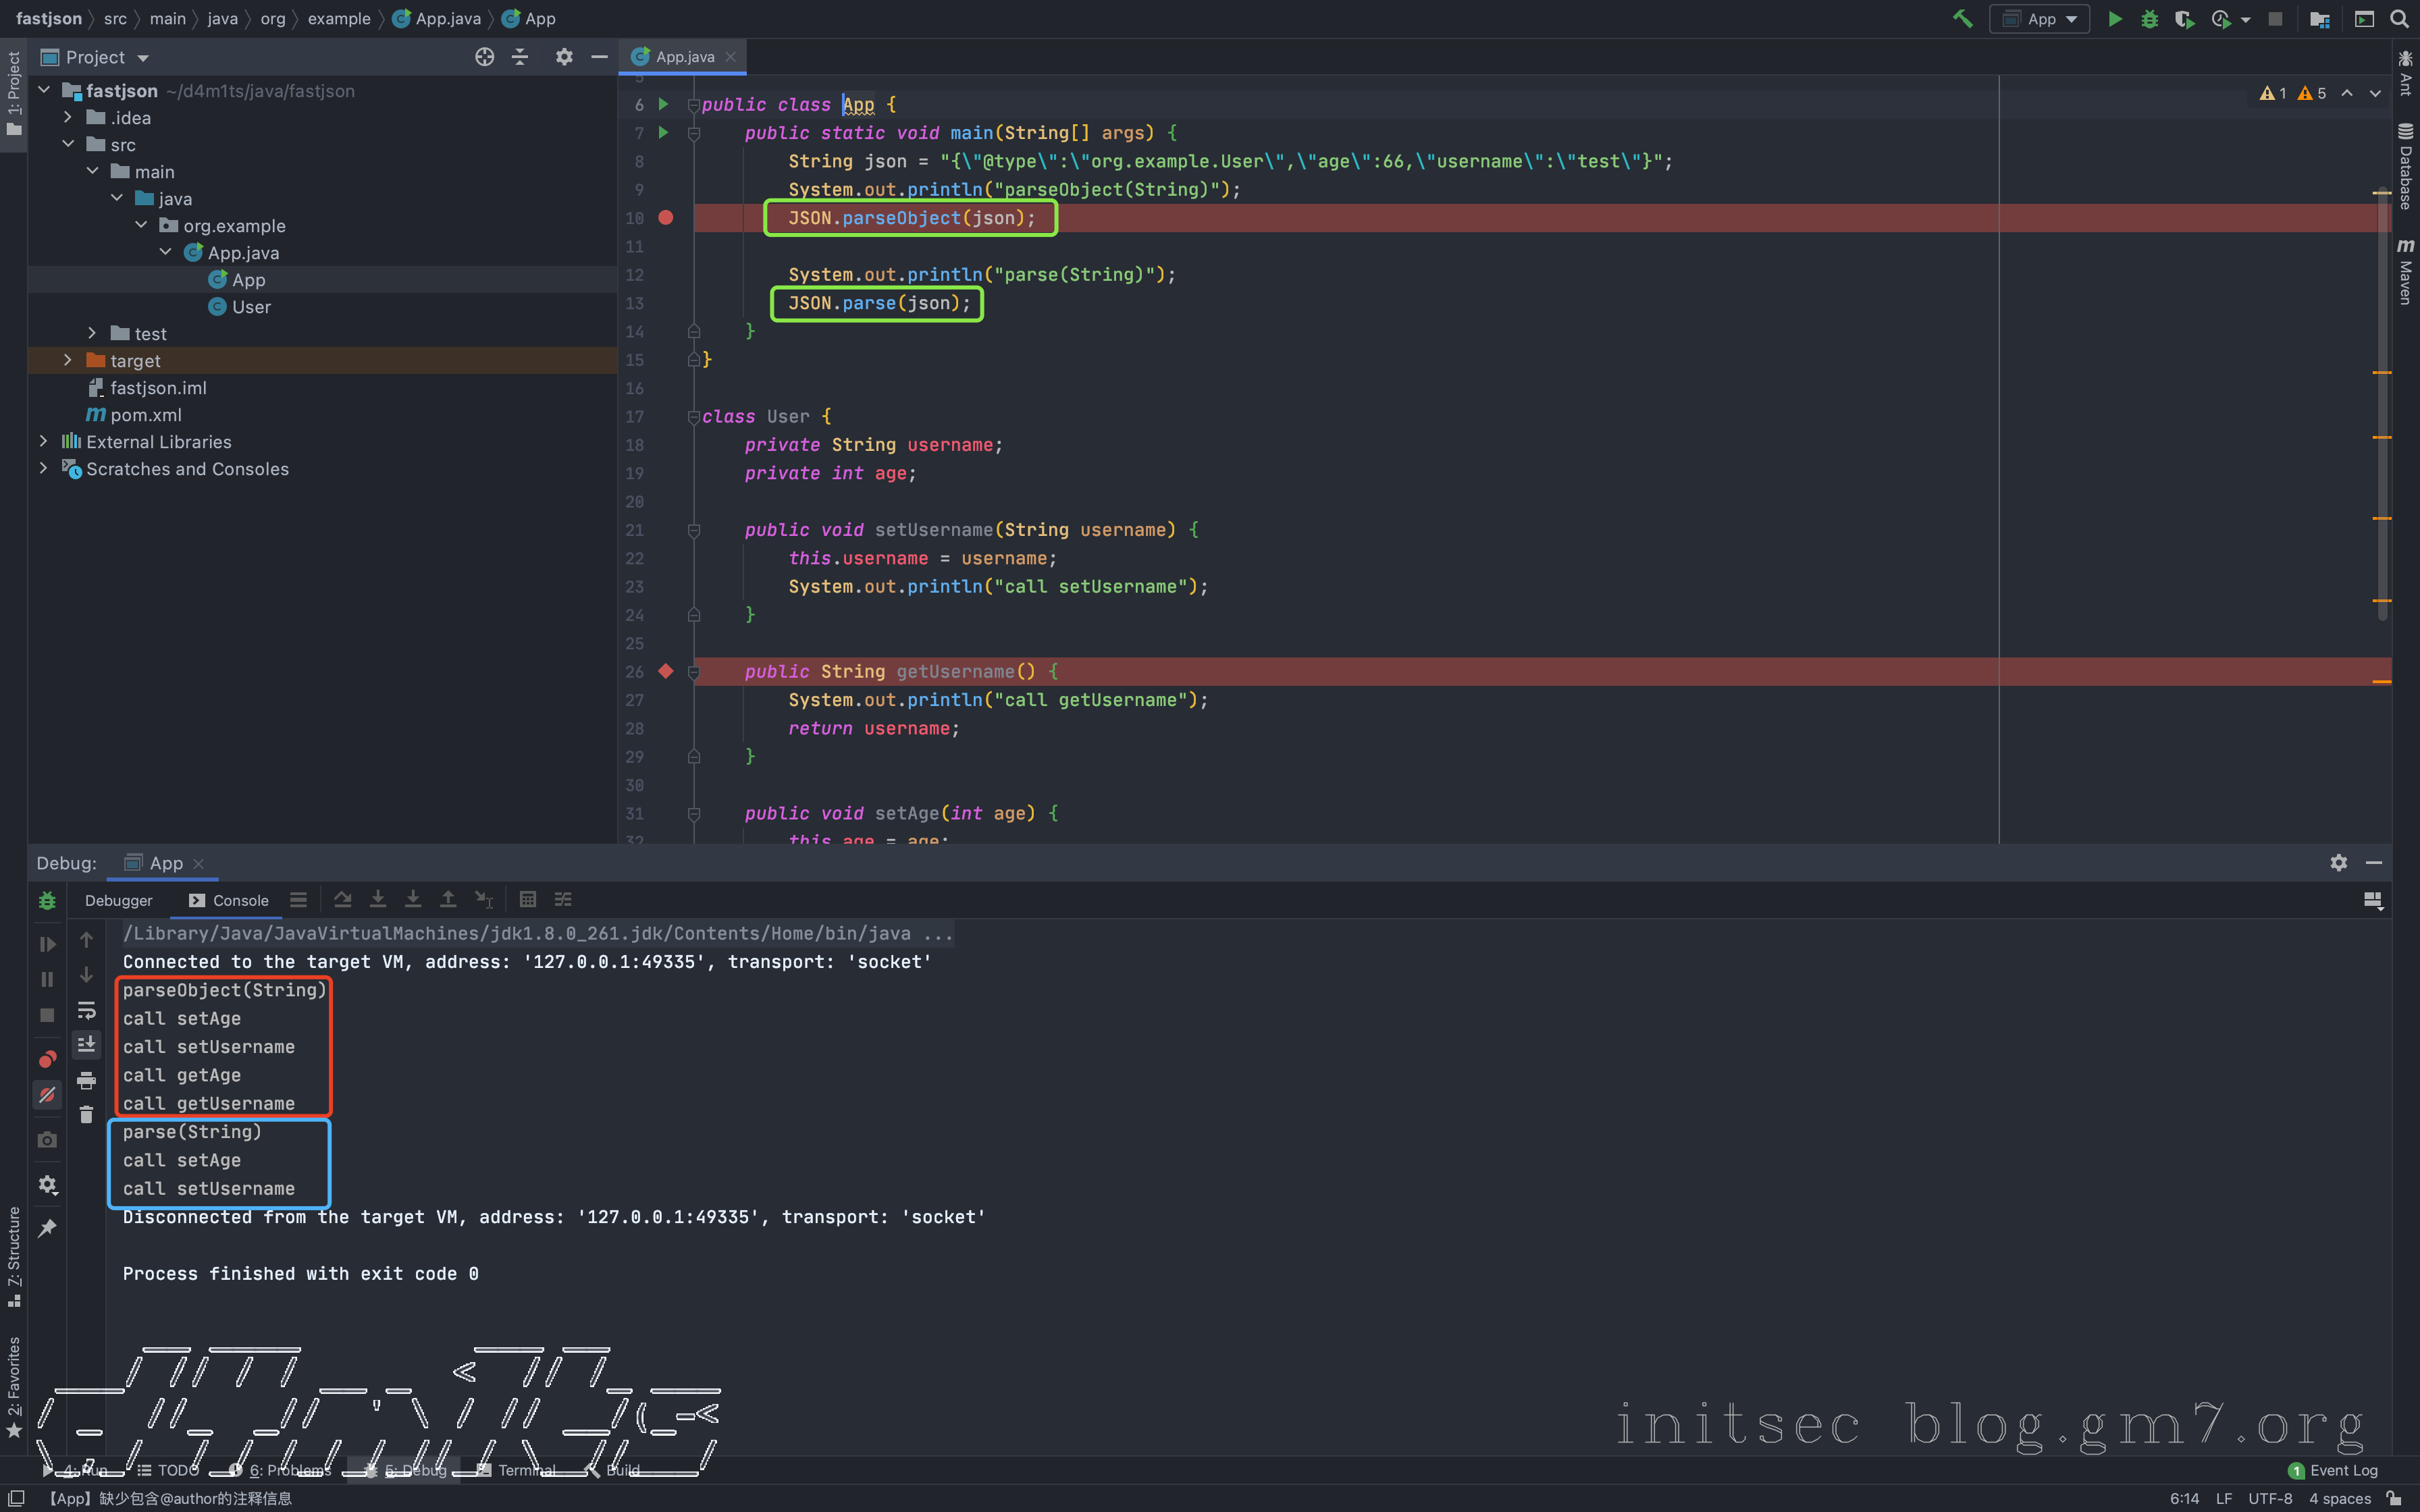 fastjson src main java org example App.java App
App
1: Project
Project
App.java
fastjson ~/d4m1ts/java/fastjson
.idea
src
main
java
org.example
App.java
App
User
test
target
fastjson.iml
pom.xml
External Libraries
Scratches and Consoles
1 5
Ant
Database
Maven
5
6 public class App {
7 public static void main(String[] args) {
8 String json = "{\"@type\":\"org.example.User\",\"age\":66,\"username\":\"test\"}";
9 System.out.println("parseObject(String)");
10 JSON.parseObject(json);
11
12 System.out.println("parse(String)");
13 JSON.parse(json);
14 }
15 }
16
17 class User {
18 private String username;
19 private int age;
20
21 public void setUsername(String username) {
22 this.username = username;
23 System.out.println("call setUsername");
24 }
25
26 public String getUsername() {
27 System.out.println("call getUsername");
28 return username;
29 }
30
31 public void setAge(int age) {
32 this.age = age;
Debug: App
Debugger Console
/Library/Java/JavaVirtualMachines/jdk1.8.0_261.jdk/Contents/Home/bin/java ...
Connected to the target VM, address: '127.0.0.1:49335', transport: 'socket'
parseObject(String)
call setAge
call setUsername
call getAge
call getUsername
parse(String)
call setAge
call setUsername
Disconnected from the target VM, address: '127.0.0.1:49335', transport: 'socket'
Process finished with exit code 0
7: Structure
2: Favorites
initsec blog.gm7.org
4: Run TODO 6: Problems 5: Debug Terminal Build
1 Event Log
【App】缺少包含@author的注释信息
6:14 LF UTF-8 4 spaces